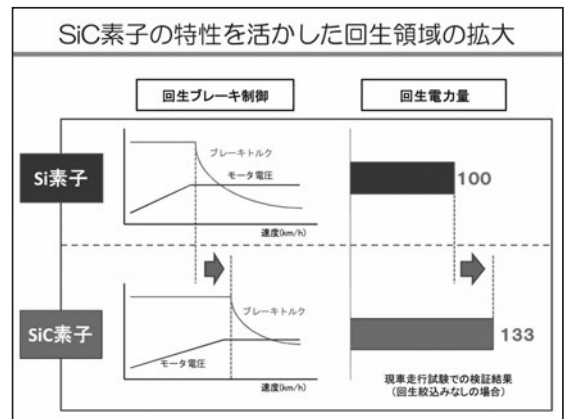 SiC素子の特性を活かした回生領域の拡大
回生ブレーキ制御
回生電力量
Si素子
ブレーキトルク
モータ電圧
速度(km/h)
100
SiC素子
ブレーキトルク
モータ電圧
速度(km/h)
133
現車走行試験での検証結果
(回生絞込みなしの場合)